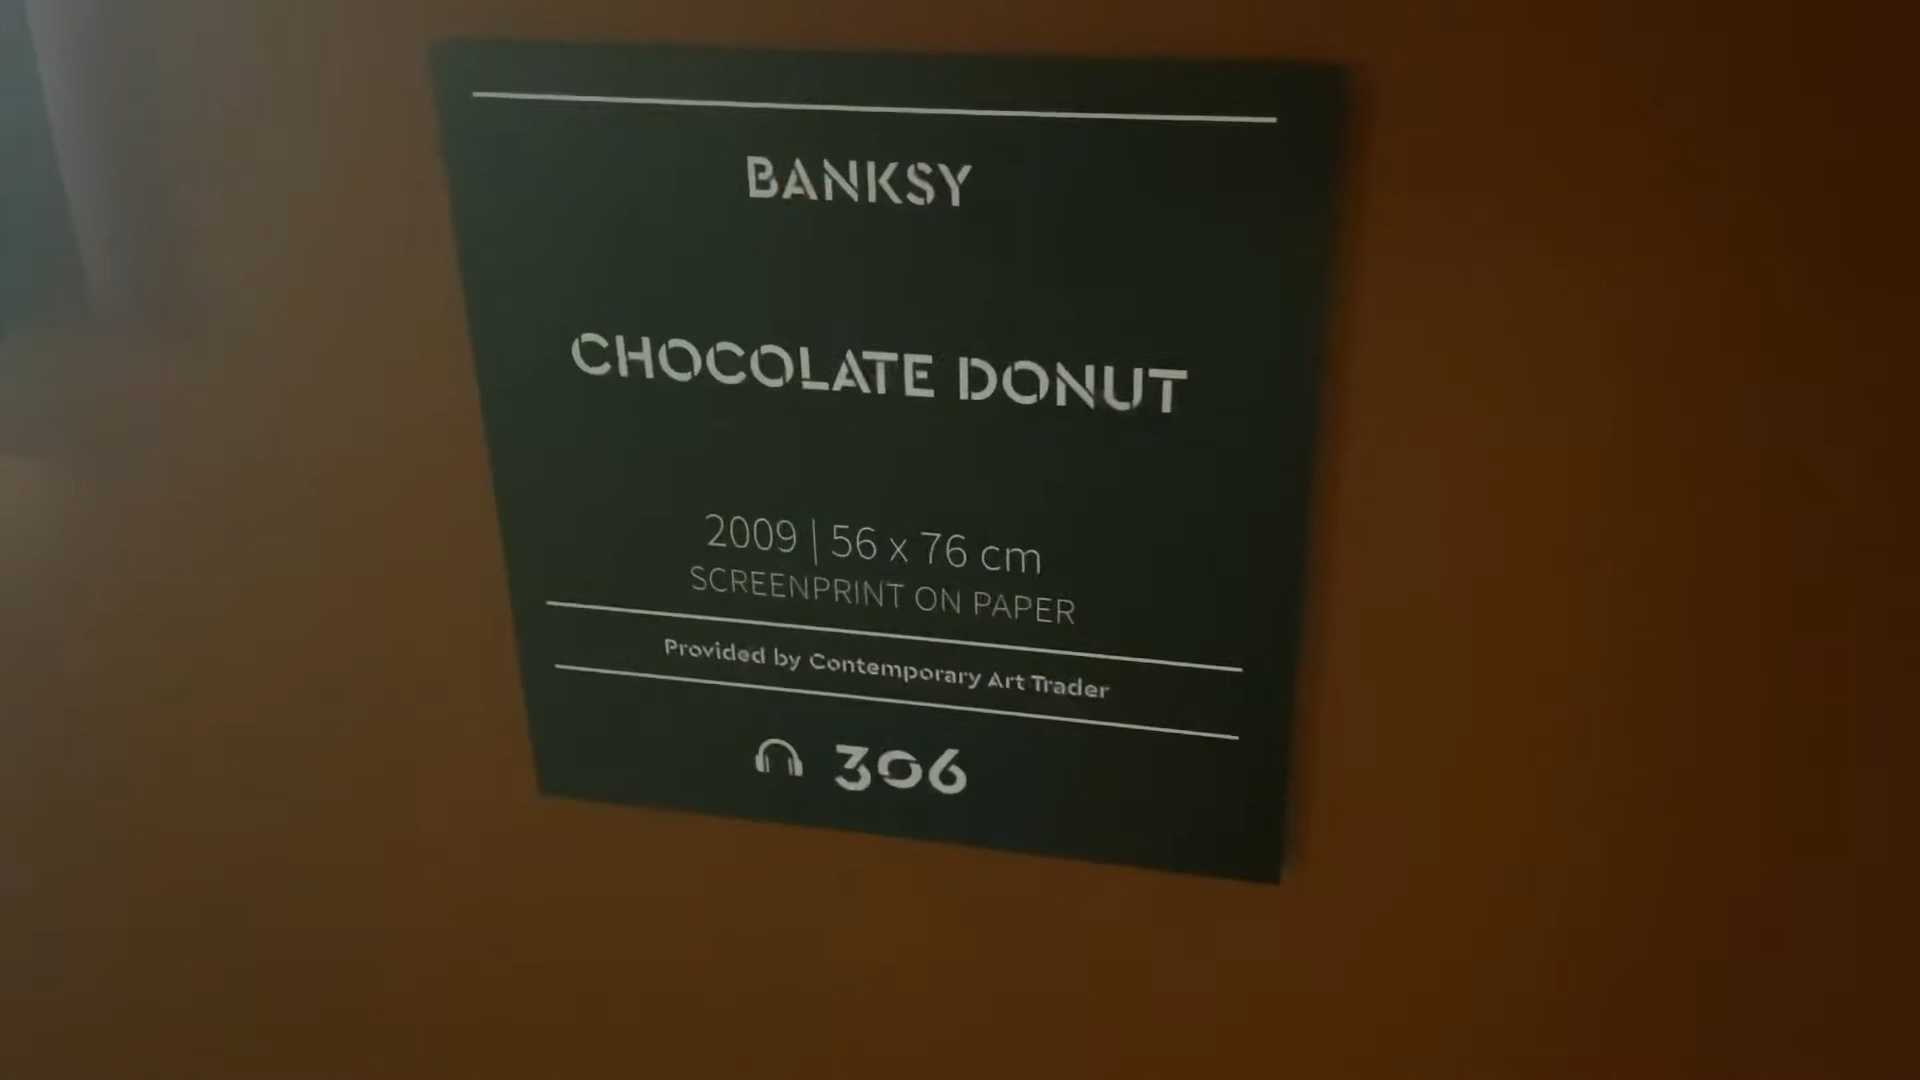 BANKSY
CHOCOLATE DONUT
2009 | 56 x 76 cm
SCREENPRINT ON PAPER
Provided by Contemporary Art Trader
306